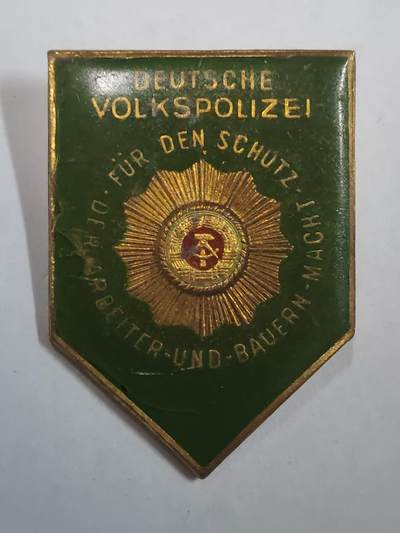 DEUTSCHE
VOLKSPOLIZEI
· FÜR DEN SCHUTZ ·
DER ARBEITER-UND-BAUERN-MACHT